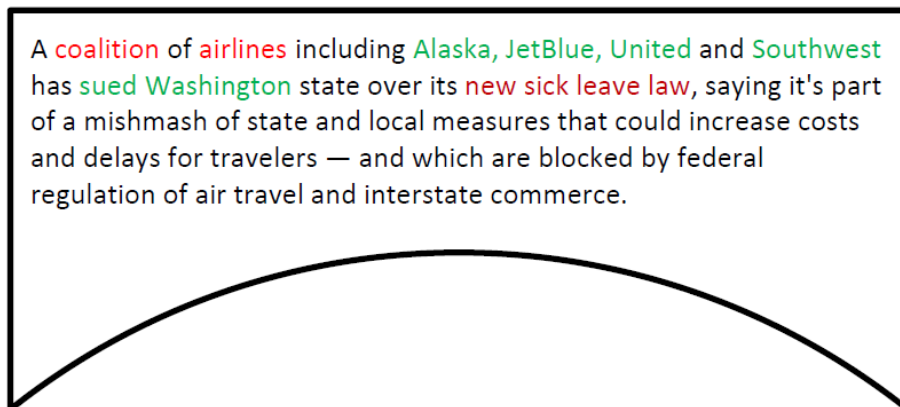 A coalition of airlines including Alaska, JetBlue, United and Southwest
has sued Washington state over its new sick leave law, saying it's part
of a mishmash of state and local measures that could increase costs
and delays for travelers — and which are blocked by federal
regulation of air travel and interstate commerce.